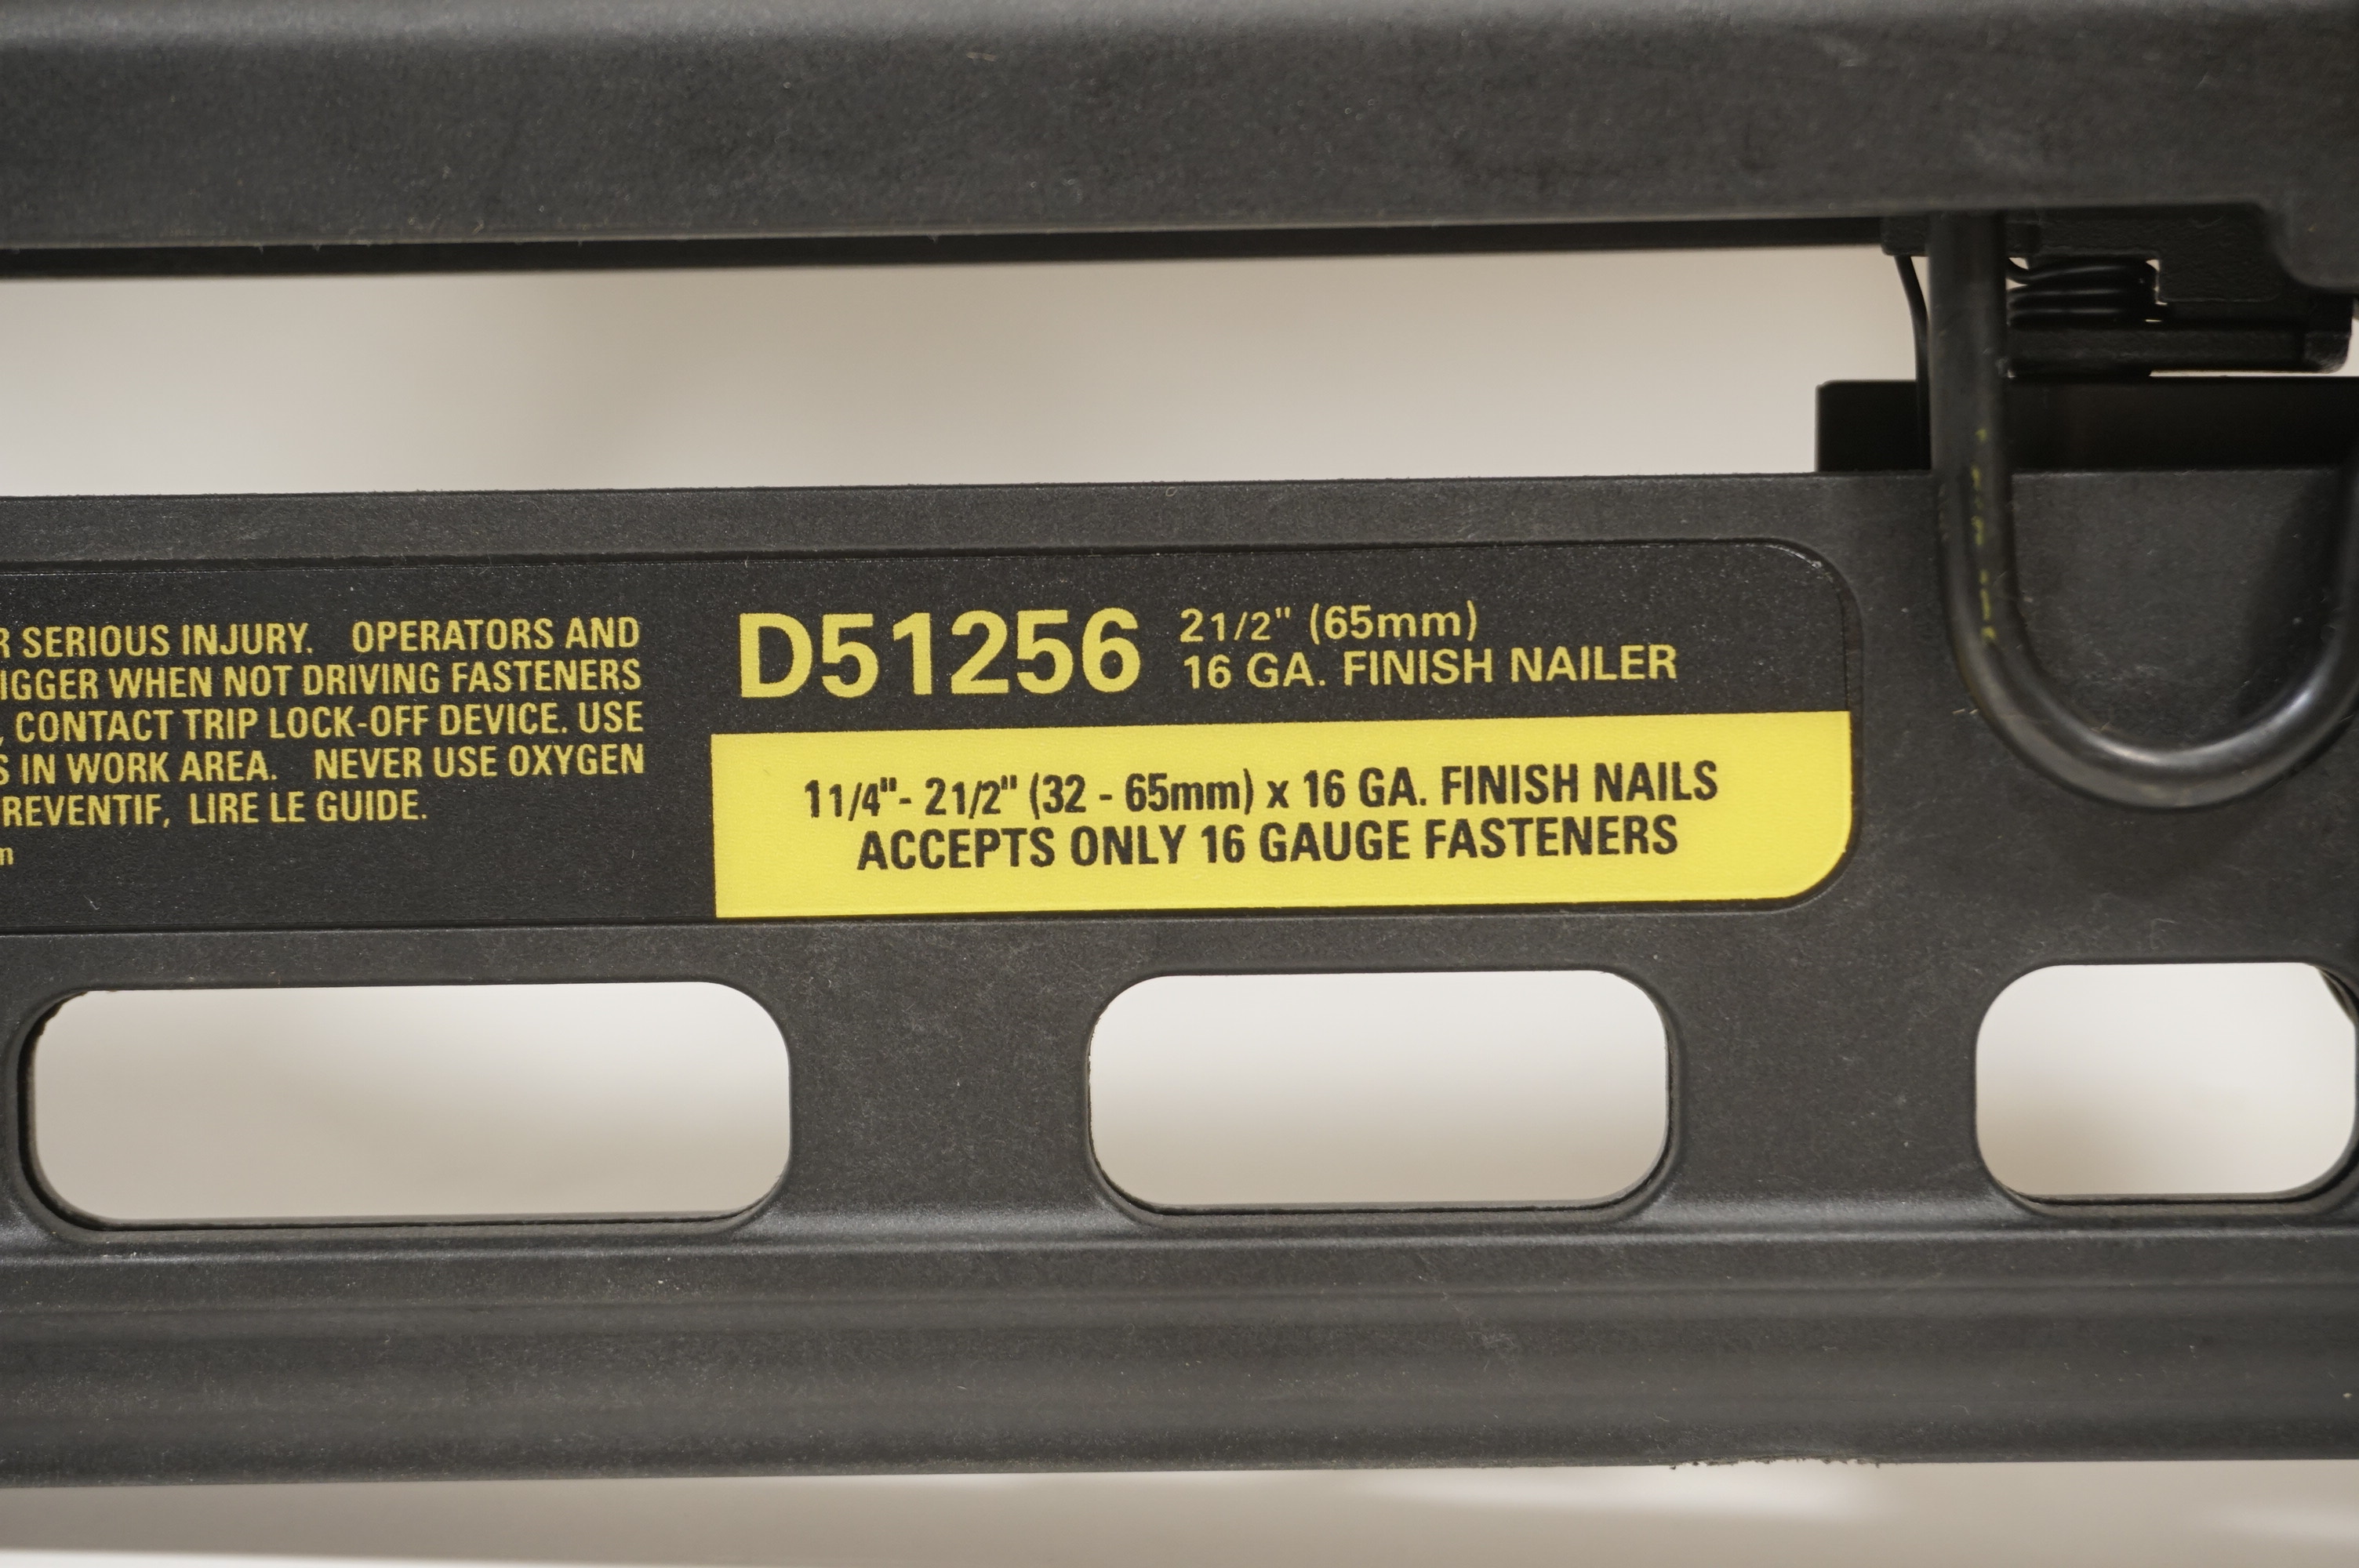 R SERIOUS INJURY. OPERATORS AND
IGGER WHEN NOT DRIVING FASTENERS
, CONTACT TRIP LOCK-OFF DEVICE. USE
S IN WORK AREA. NEVER USE OXYGEN
REVENTIF, LIRE LE GUIDE.
m
D51256
21/2" (65mm)
16 GA. FINISH NAILER
11/4"- 21/2" (32 - 65mm) x 16 GA. FINISH NAILS
ACCEPTS ONLY 16 GAUGE FASTENERS